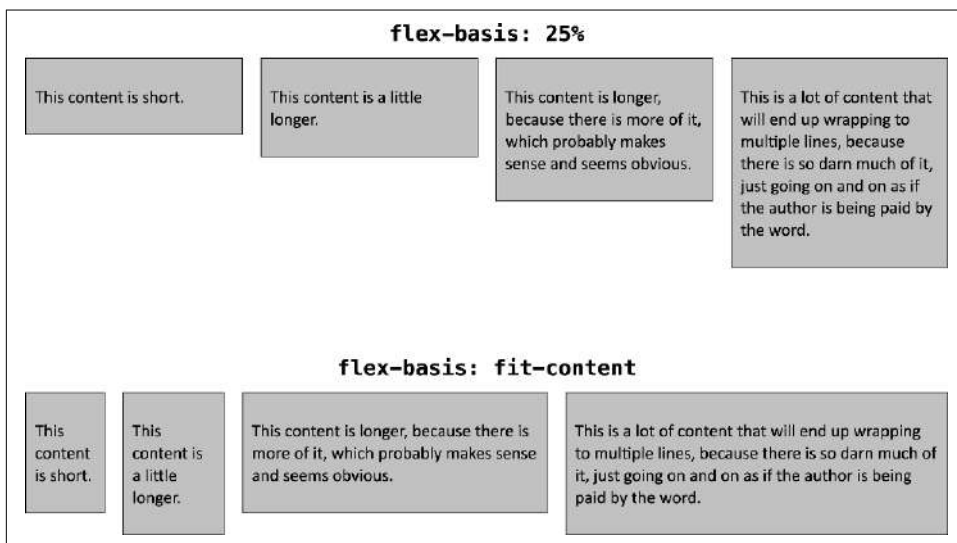 flex-basis: 25%
This content is short.
This content is a little
longer.
This content is longer,
because there is more of it,
which probably makes
sense and seems obvious.
This is a lot of content that
will end up wrapping to
multiple lines, because
there is so darn much of it,
just going on and on as if
the author is being paid by
the word.
flex-basis: fit-content
This
content
is short.
This
content is
a little
longer.
This content is longer, because there is
more of it, which probably makes sense
and seems obvious.
This is a lot of content that will end up wrapping
to multiple lines, because there is so darn much of
it, just going on and on as if the author is being
paid by the word.